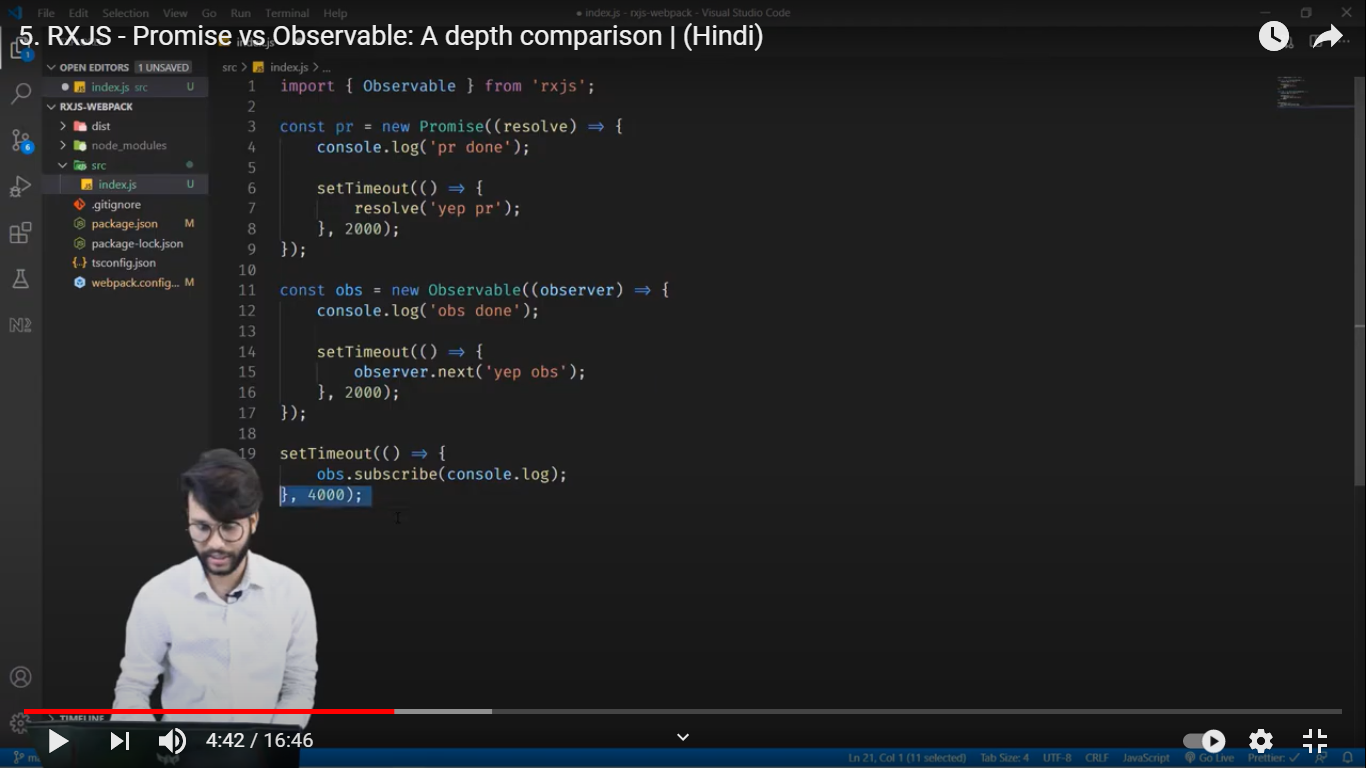 File Edit Selection View Go Run Terminal Help
● index.js - rxjs-webpack - Visual Studio Code
5. RXJS - Promise vs Observable: A depth comparison | (Hindi)
index.js
OPEN EDITORS 1 UNSAVED
index.js src U
RXJS-WEBPACK
dist
node_modules
src
index.js U
.gitignore
package.json M
package-lock.json
tsconfig.json
webpack.config... M
src > index.js > ...
1 import { Observable } from 'rxjs';
2
3 const pr = new Promise((resolve) => {
4 console.log('pr done');
5
6 setTimeout(() => {
7 resolve('yep pr');
8 }, 2000);
9 });
10
11 const obs = new Observable((observer) => {
12 console.log('obs done');
13
14 setTimeout(() => {
15 observer.next('yep obs');
16 }, 2000);
17 });
18
19 setTimeout(() => {
obs.subscribe(console.log);
}, 4000);
TIMELINE
4:42 / 16:46
Ln 21, Col 1 (11 selected) Tab Size: 4 UTF-8 CRLF JavaScript Go Live Prettier: ✓